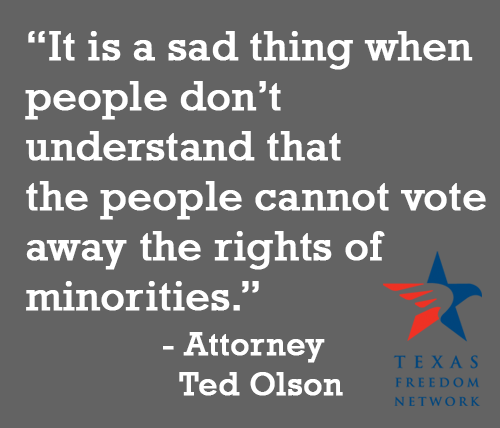 “It is a sad thing when
people don’t
understand that
the people cannot vote
away the rights of
minorities.”
- Attorney
Ted Olson
TEXAS
FREEDOM
NETWORK